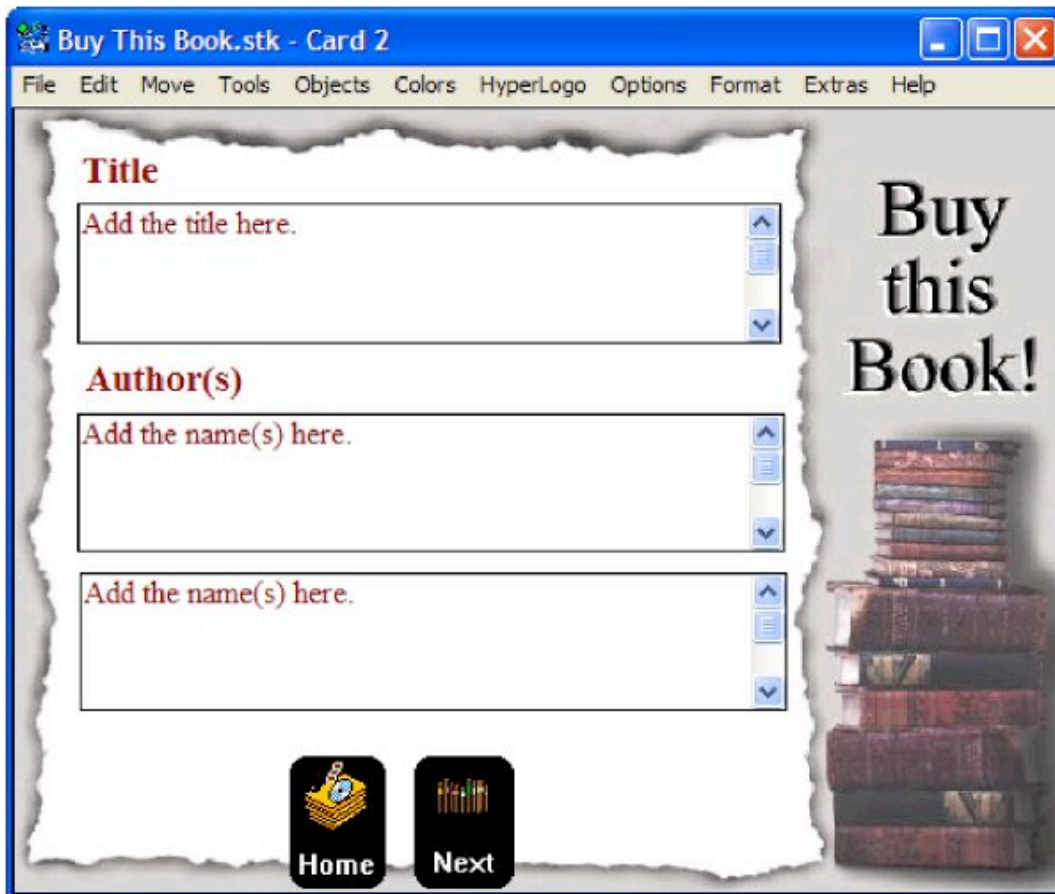 Buy This Book.stk - Card 2
File Edit Move Tools Objects Colors HyperLogo Options Format Extras Help
Title
Add the title here.
Author(s)
Add the name(s) here.
Add the name(s) here.
Buy
this
Book!
Home
Next